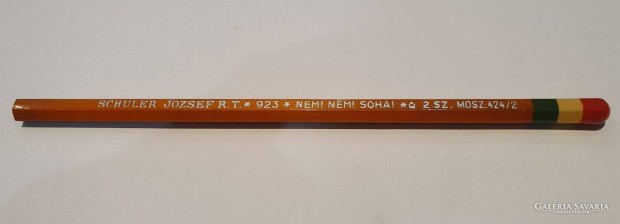 SCHULER JÓZSEF R.T. * 923 * NEM! NEM! SOHA! * 2 SZ. MOSZ.424/2
GALÉRIA SAVARIA